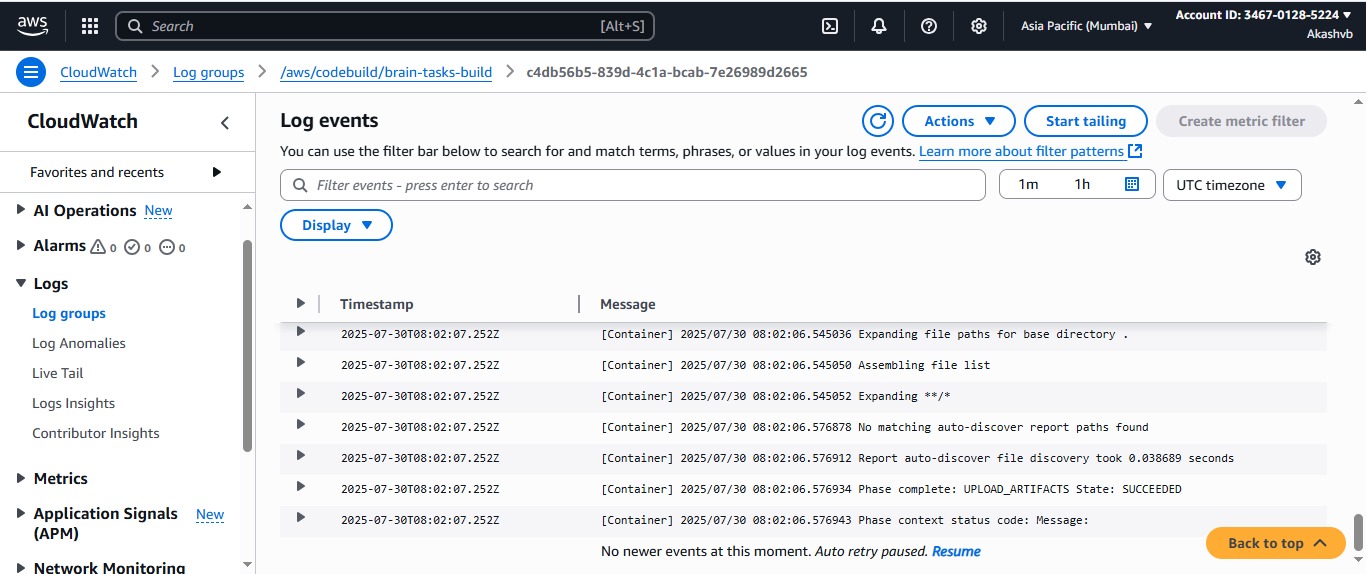 aws
Search [Alt+S]
Asia Pacific (Mumbai)
Account ID: 3467-0128-5224
Akashvb
CloudWatch
Log groups
/aws/codebuild/brain-tasks-build
c4db56b5-839d-4c1a-bcab-7e26989d2665
CloudWatch
Favorites and recents
AI Operations New
Alarms 0 0 0
Logs
Log groups
Log Anomalies
Live Tail
Logs Insights
Contributor Insights
Metrics
Application Signals New
(APM)
Network Monitoring
Log events
Actions
Start tailing
Create metric filter
You can use the filter bar below to search for and match terms, phrases, or values in your log events. Learn more about filter patterns
Filter events - press enter to search
1m 1h
UTC timezone
Display
Timestamp Message
2025-07-30T08:02:07.252Z [Container] 2025/07/30 08:02:06.545036 Expanding file paths for base directory .
2025-07-30T08:02:07.252Z [Container] 2025/07/30 08:02:06.545050 Assembling file list
2025-07-30T08:02:07.252Z [Container] 2025/07/30 08:02:06.545052 Expanding **/*
2025-07-30T08:02:07.252Z [Container] 2025/07/30 08:02:06.576878 No matching auto-discover report paths found
2025-07-30T08:02:07.252Z [Container] 2025/07/30 08:02:06.576912 Report auto-discover file discovery took 0.038689 seconds
2025-07-30T08:02:07.252Z [Container] 2025/07/30 08:02:06.576934 Phase complete: UPLOAD_ARTIFACTS State: SUCCEEDED
2025-07-30T08:02:07.252Z [Container] 2025/07/30 08:02:06.576943 Phase context status code: Message:
No newer events at this moment. Auto retry paused. Resume
Back to top